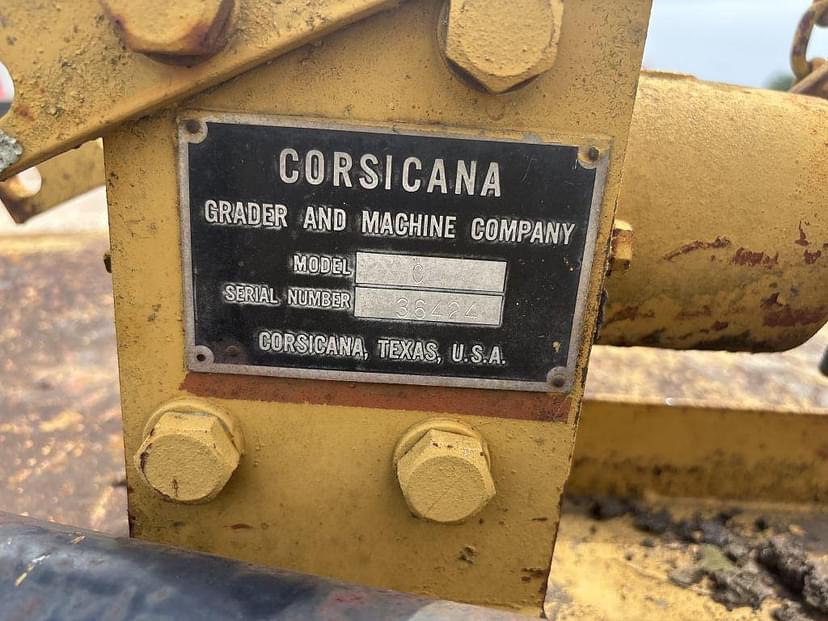 CORSICANA
GRADER AND MACHINE COMPANY
MODEL C
SERIAL NUMBER 36424
CORSICANA, TEXAS, U.S.A.